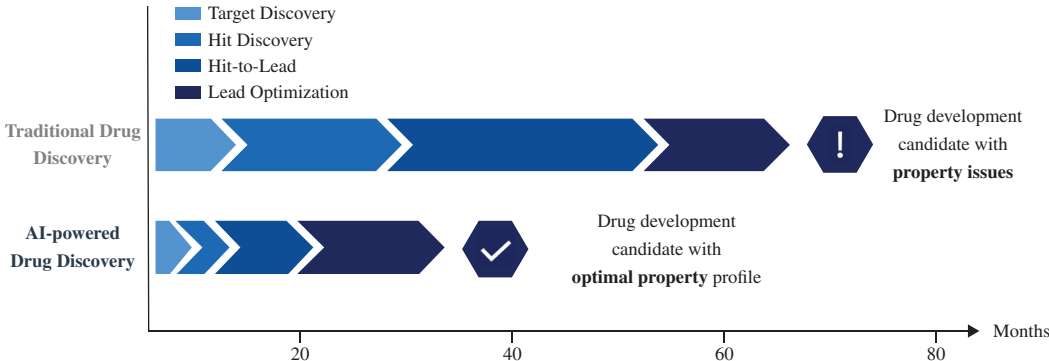 Target Discovery
Hit Discovery
Hit-to-Lead
Lead Optimization
Traditional Drug
Discovery
!
Drug development
candidate with
property issues
AI-powered
Drug Discovery
Drug development
candidate with
optimal property profile
20
40
60
80
Months